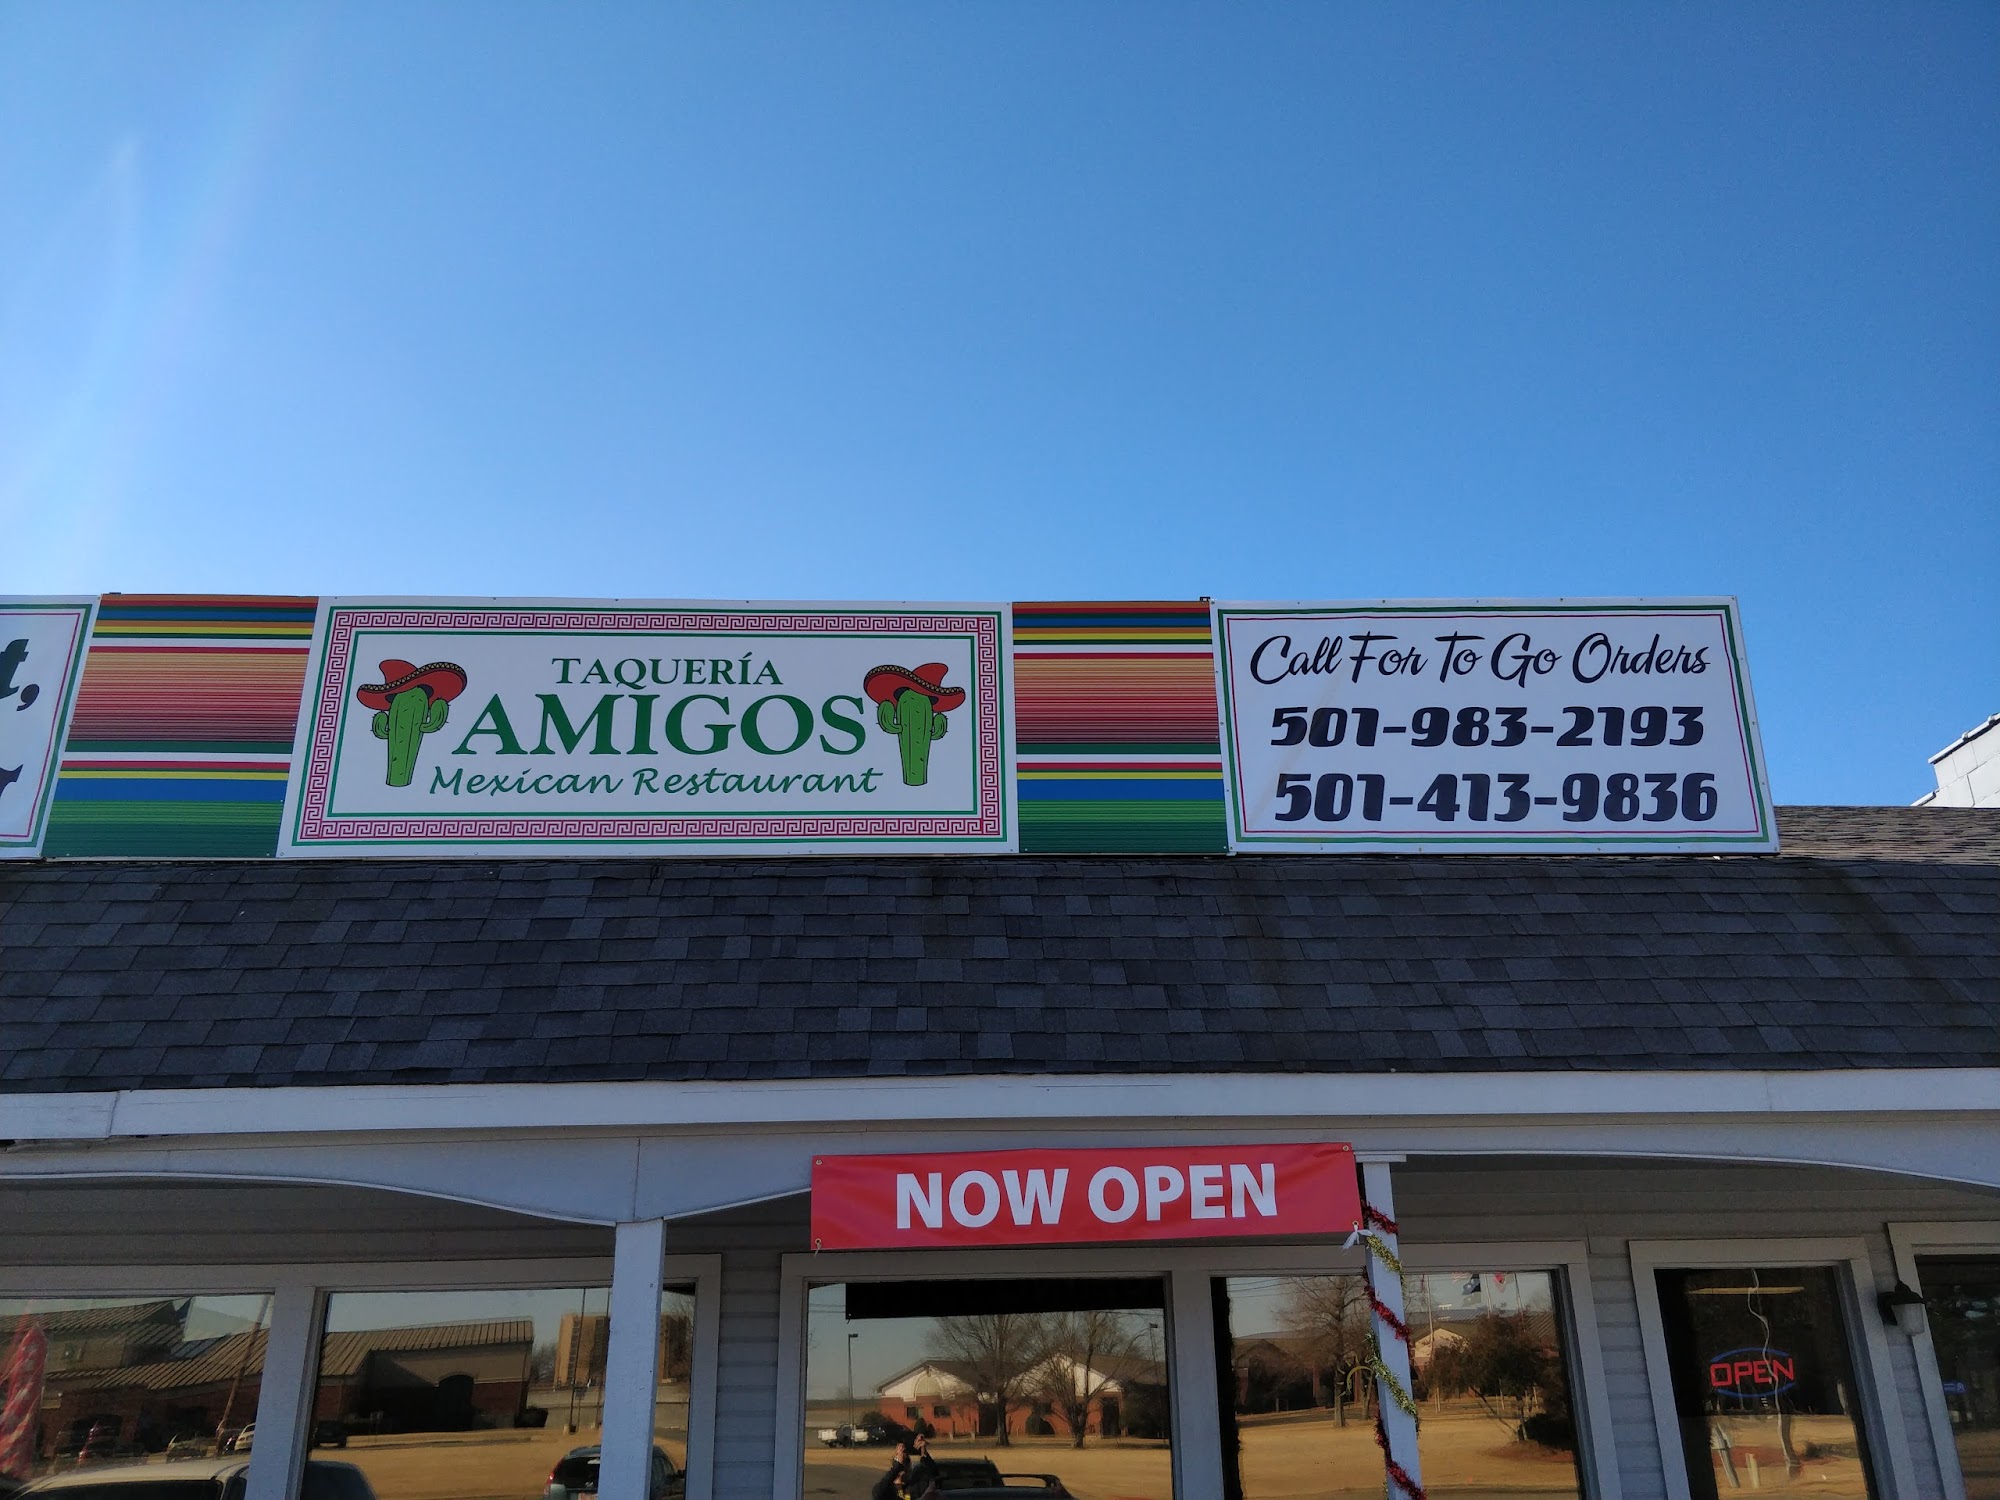 TAQUERÍA
AMIGOS
Mexican Restaurant
Call For To Go Orders
501-983-2193
501-413-9836
NOW OPEN
OPEN